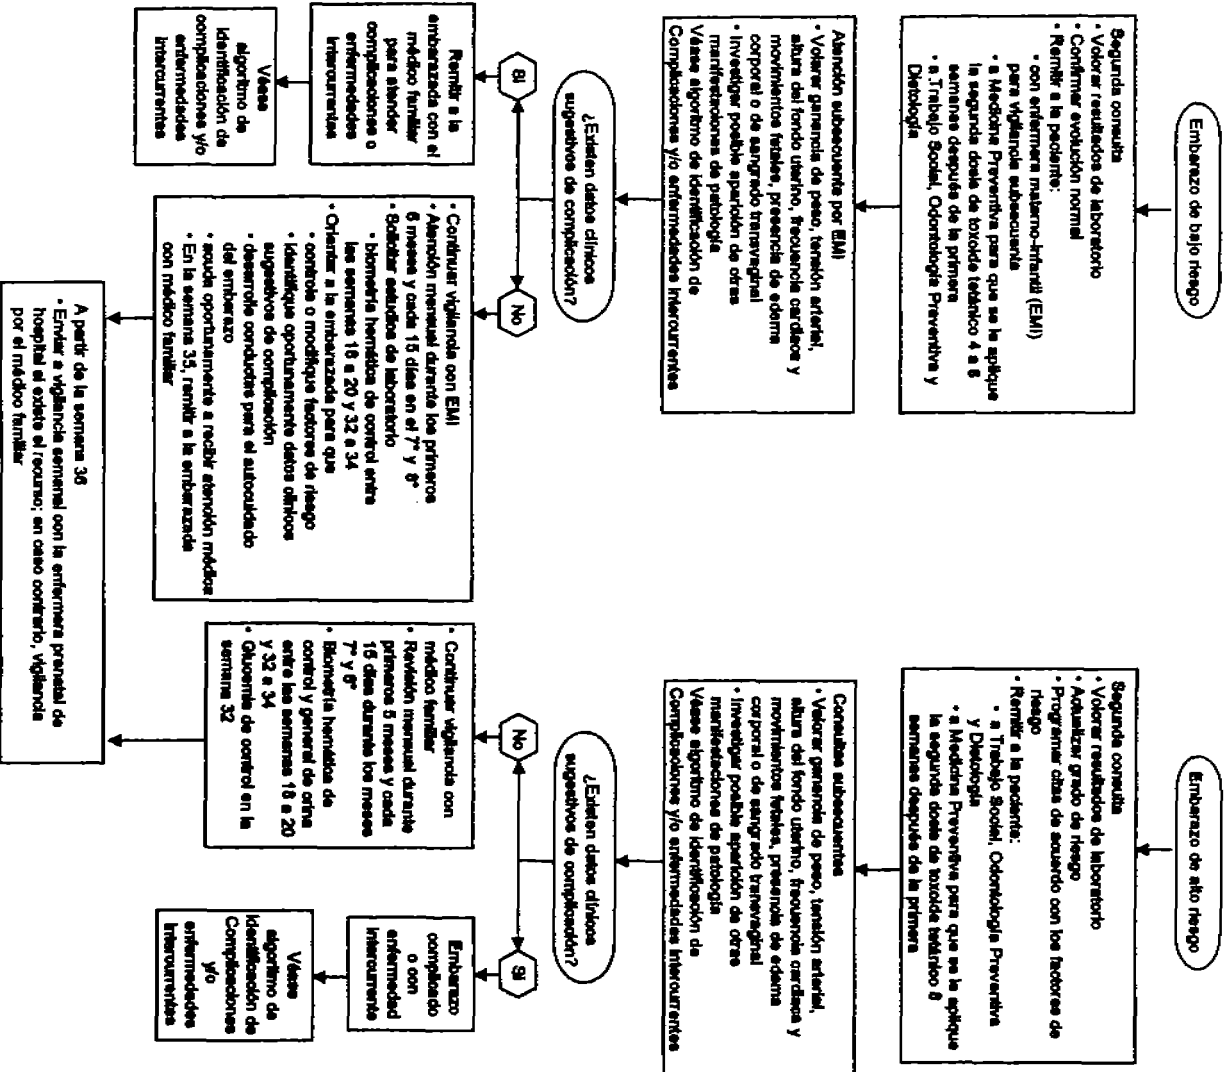 Embarazo de bajo riesgo
Segunda consulta
• Valorar resultados de laboratorio
• Confirmar evolución normal
• Remitir a la paciente:
• con enfermera materno-infantil (EMI)
para vigilancia subsecuente
• a Medicina Preventiva para que se le aplique
la segunda dosis de toxoide tetánico 4 a 8
semanas después de la primera
• a Trabajo Social, Odontología Preventiva y
Dietología
Atención subsecuente por EMI
• Valorar ganancia de peso, tensión arterial,
altura del fondo uterino, frecuencia cardiaca y
movimientos fetales, presencia de edema
corporal o de sangrado transvaginal
• Investigar posible aparición de otras
manifestaciones de patología
Véase algoritmo de identificación de
Complicaciones y/o enfermedades intercurrentes
¿Existen datos clínicos
sugestivos de complicación?
Sí
No
Remitir a la
embarazada con el
médico familiar
para atender
complicaciones o
enfermedades
intercurrentes
Véase
algoritmo de
identificación de
complicaciones y/o
enfermedades
intercurrentes
• Continuar vigilancia con EMI
• Atención mensual durante los primeros
6 meses y cada 15 días en el 7° y 8°
• Solicitar estudios de laboratorio
• biometría hemática de control entre
las semanas 18 a 20 y 32 a 34
• Orientar a la embarazada para que
• controle o modifique factores de riesgo
• identifique oportunamente datos clínicos
sugestivos de complicación
• desarrolle conductas para el autocuidado
del embarazo
• acuda oportunamente a recibir atención médica
• En la semana 35, remitir a la embarazada
con médico familiar
A partir de la semana 36
• Enviar a vigilancia semanal con la enfermera prenatal de
hospital si existe el recurso; en caso contrario, vigilancia
por el médico familiar
Embarazo de alto riesgo
Segunda consulta
• Valorar resultados de laboratorio
• Actualizar grado de riesgo
• Programar citas de acuerdo con los factores de
riesgo
• Remitir a la paciente:
• a Trabajo Social, Odontología Preventiva
y Dietología
• a Medicina Preventiva para que se le aplique
la segunda dosis de toxoide tetánico 8
semanas después de la primera
Consultas subsecuentes
• Valorar ganancia de peso, tensión arterial,
altura del fondo uterino, frecuencia cardiaca y
movimientos fetales, presencia de edema
corporal o de sangrado transvaginal
• Investigar posible aparición de otras
manifestaciones de patología
Véase algoritmo de identificación de
Complicaciones y/o enfermedades intercurrentes
¿Existen datos clínicos
sugestivos de complicación?
No
Sí
• Continuar vigilancia con
médico familiar
• Revisión mensual durante
primeros 5 meses y cada
15 días durante los meses
7° y 8°
• Biometría hemática de
control y general de orina
entre las semanas 18 a 20
y 32 a 34
• Glucemia de control en la
semana 32
Embarazo
complicado
o con
enfermedad
intercurrente
Véase
algoritmo de
identificación de
Complicaciones
y/o
enfermedades
intercurrentes